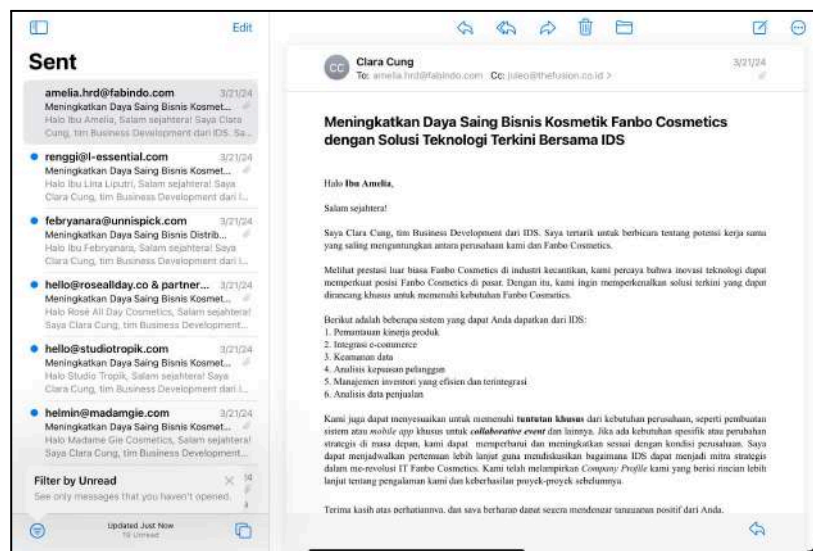 Edit
Sent
amelia.hrd@fabindo.com 3/21/24
Meningkatkan Daya Saing Bisnis Kosmet...
Halo Ibu Amelia, Salam sejahtera! Saya Clara
Cung, tim Business Development dari IDS. Sa...
renggi@l-essential.com 3/21/24
Meningkatkan Daya Saing Bisnis Kosmet...
Halo Ibu Lina Liputri, Salam sejahtera! Saya
Clara Cung, tim Business Development dari I...
febryanara@unnispick.com 3/21/24
Meningkatkan Daya Saing Bisnis Distrib...
Halo Ibu Febryanara, Salam sejahtera! Saya
Clara Cung, tim Business Development dari I...
hello@roseallday.co & partner... 3/21/24
Meningkatkan Daya Saing Bisnis Kosmet...
Halo Rosé All Day Cosmetics, Salam sejahtera!
Saya Clara Cung, tim Business Development...
hello@studiotropik.com 3/21/24
Meningkatkan Daya Saing Bisnis Kosmet...
Halo Studio Tropik, Salam sejahtera! Saya
Clara Cung, tim Business Development dari I...
helmin@madamgie.com 3/21/24
Meningkatkan Daya Saing Bisnis Kosmet...
Halo Madame Gie Cosmetics, Salam sejahtera!
Saya Clara Cung, tim Business Development...
Filter by Unread
See only messages that you haven't opened.
Updated Just Now
19 Unread
CC
Clara Cung 3/21/24
To: amelia.hrd@fabindo.com Cc: juleo@thefusion.co.id >
Meningkatkan Daya Saing Bisnis Kosmetik Fanbo Cosmetics
dengan Solusi Teknologi Terkini Bersama IDS
Halo Ibu Amelia,
Salam sejahtera!
Saya Clara Cung, tim Business Development dari IDS. Saya tertarik untuk berbicara tentang potensi kerja sama
yang saling menguntungkan antara perusahaan kami dan Fanbo Cosmetics.
Melihat prestasi luar biasa Fanbo Cosmetics di industri kecantikan, kami percaya bahwa inovasi teknologi dapat
memperkuat posisi Fanbo Cosmetics di pasar. Dengan itu, kami ingin memperkenalkan solusi terkini yang dapat
dirancang khusus untuk memenuhi kebutuhan Fanbo Cosmetics.
Berikut adalah beberapa sistem yang dapat Anda dapatkan dari IDS:
1. Pemantauan kinerja produk
2. Integrasi e-commerce
3. Keamanan data
4. Analisis kepuasan pelanggan
5. Manajemen inventori yang efisien dan terintegrasi
6. Analisis data penjualan
Kami juga dapat menyesuaikan untuk memenuhi tuntutan khusus dari kebutuhan perusahaan, seperti pembuatan
sistem atau mobile app khusus untuk collaborative event dan lainnya. Jika ada kebutuhan spesifik atau perubahan
strategis di masa depan, kami dapat memperbarui dan meningkatkan sesuai dengan kondisi perusahaan. Saya
dapat menjadwalkan pertemuan lebih lanjut guna mendiskusikan bagaimana IDS dapat menjadi mitra strategis
dalam me-revolusi IT Fanbo Cosmetics. Kami telah melampirkan Company Profile kami yang berisi rincian lebih
lanjut tentang pengalaman kami dan keberhasilan proyek-proyek sebelumnya.
Terima kasih atas perhatiannya, dan saya berharap dapat segera mendengar tanggapan positif dari Anda.